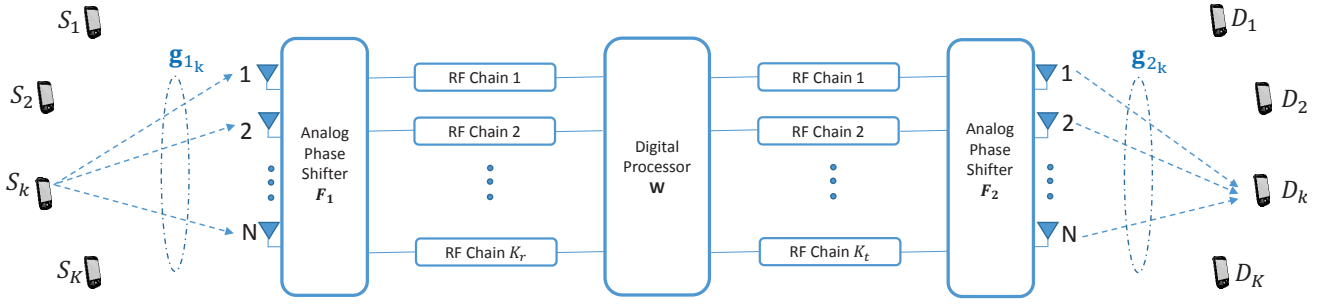 S₁
S₂
Sₖ
S_K
g₁ₖ
1
2
N
Analog
Phase
Shifter
F₁
RF Chain 1
RF Chain 2
RF Chain Kᵣ
Digital
Processor
W
RF Chain 1
RF Chain 2
RF Chain Kₜ
Analog
Phase
Shifter
F₂
1
2
N
g₂ₖ
D₁
D₂
Dₖ
D_K